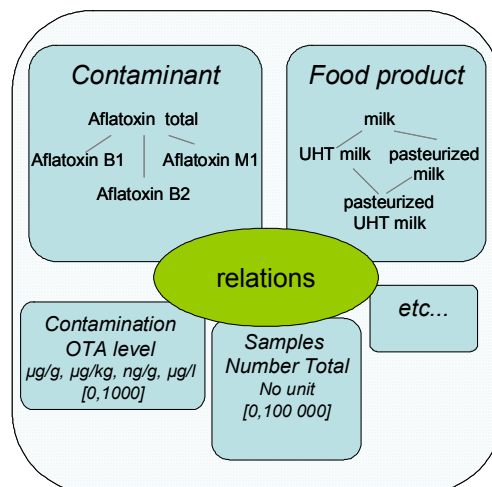 Contaminant
Aflatoxin total
Aflatoxin B1
Aflatoxin M1
Aflatoxin B2
Food product
milk
UHT milk
pasteurized
milk
pasteurized
UHT milk
relations
Contamination
OTA level
µg/g, µg/kg, ng/g, µg/l
[0,1000]
Samples
Number Total
No unit
[0,100 000]
etc...